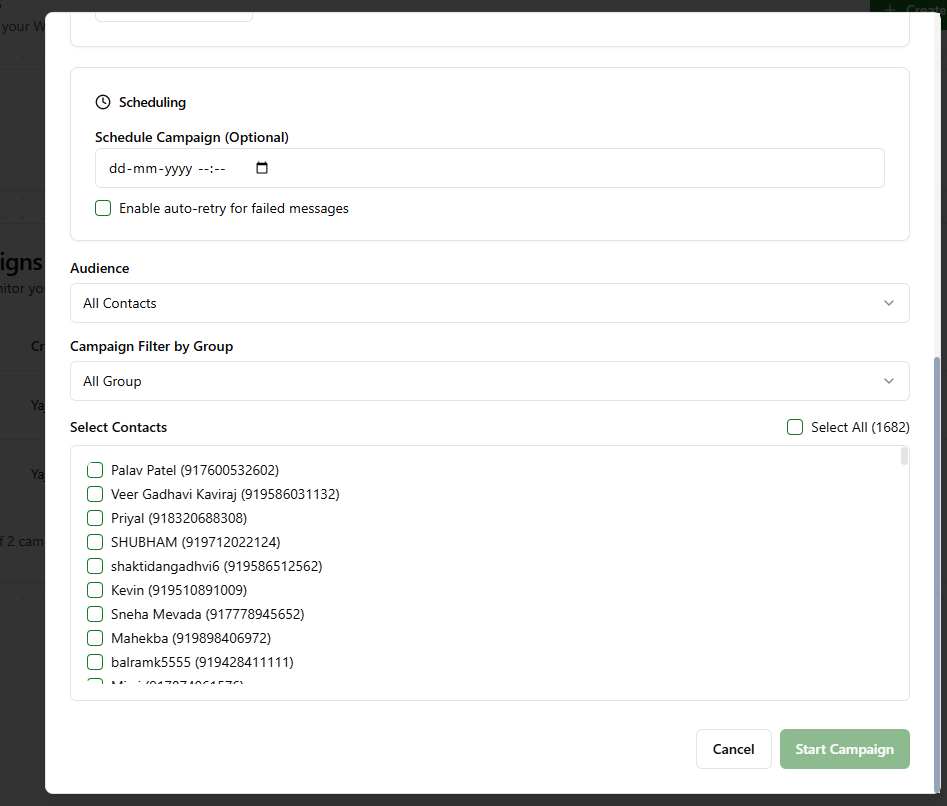 Create
your W
Scheduling
Schedule Campaign (Optional)
dd-mm-yyyy --:--
Enable auto-retry for failed messages
igns
nitor yo
Audience
All Contacts
Cr
Campaign Filter by Group
All Group
Ya
Select Contacts
Select All (1682)
Palav Patel (917600532602)
Ya
Veer Gadhavi Kaviraj (919586031132)
Priyal (918320688308)
f 2 cam
SHUBHAM (919712022124)
shaktidangadhvi6 (919586512562)
Kevin (919510891009)
Sneha Mevada (917778945652)
Mahekba (919898406972)
balramk5555 (919428411111)
Cancel
Start Campaign